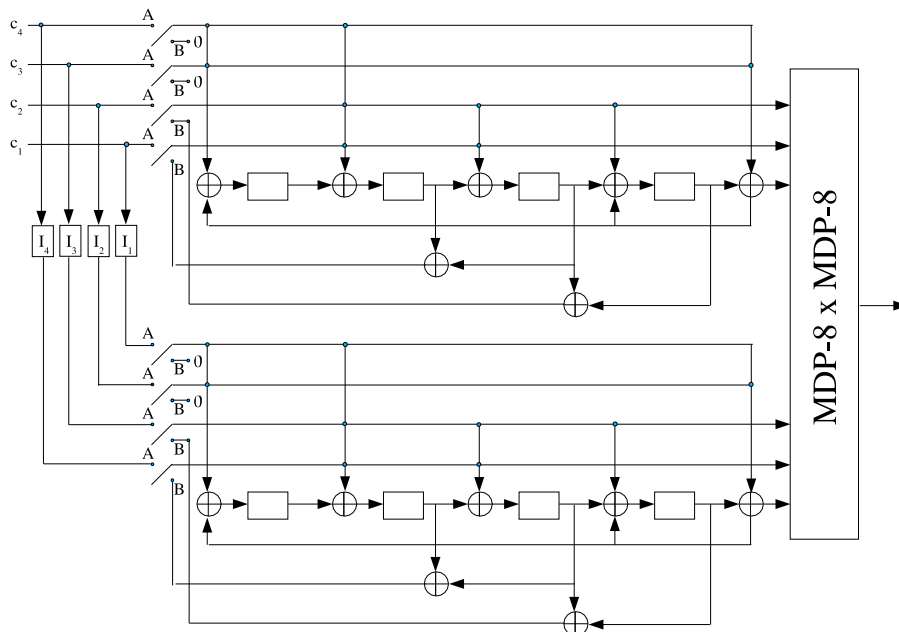 c₄ A
B 0
c₃ A
B 0
c₂ A
B
c₁ A
B
I₄ I₃ I₂ I₁
A
B 0
A
B 0
A
B
A
B
MDP-8 x MDP-8